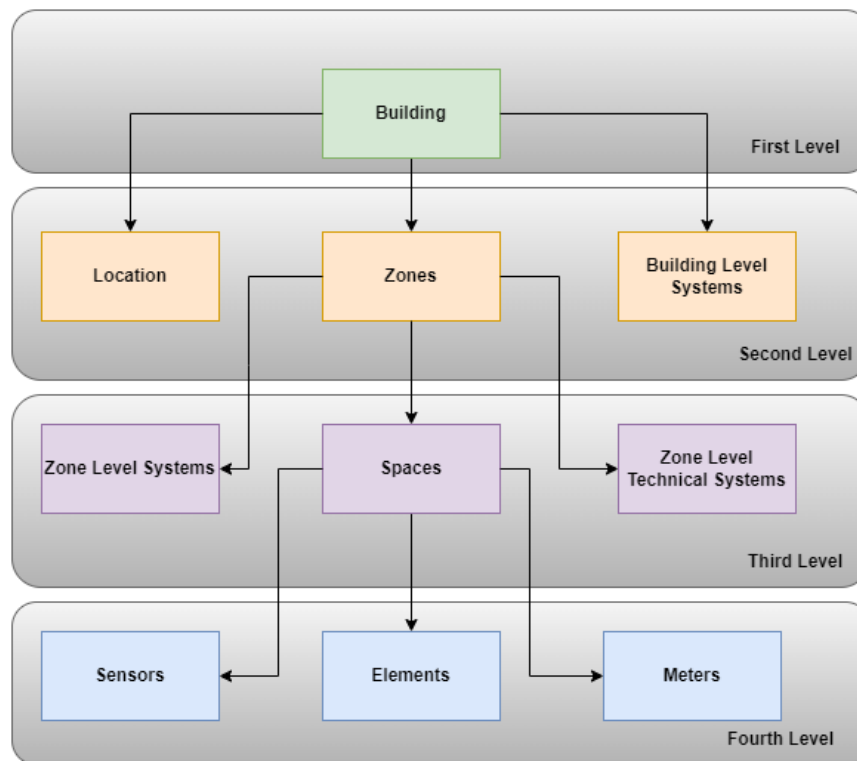 Building
First Level
Location
Zones
Building Level
Systems
Second Level
Zone Level Systems
Spaces
Zone Level
Technical Systems
Third Level
Sensors
Elements
Meters
Fourth Level